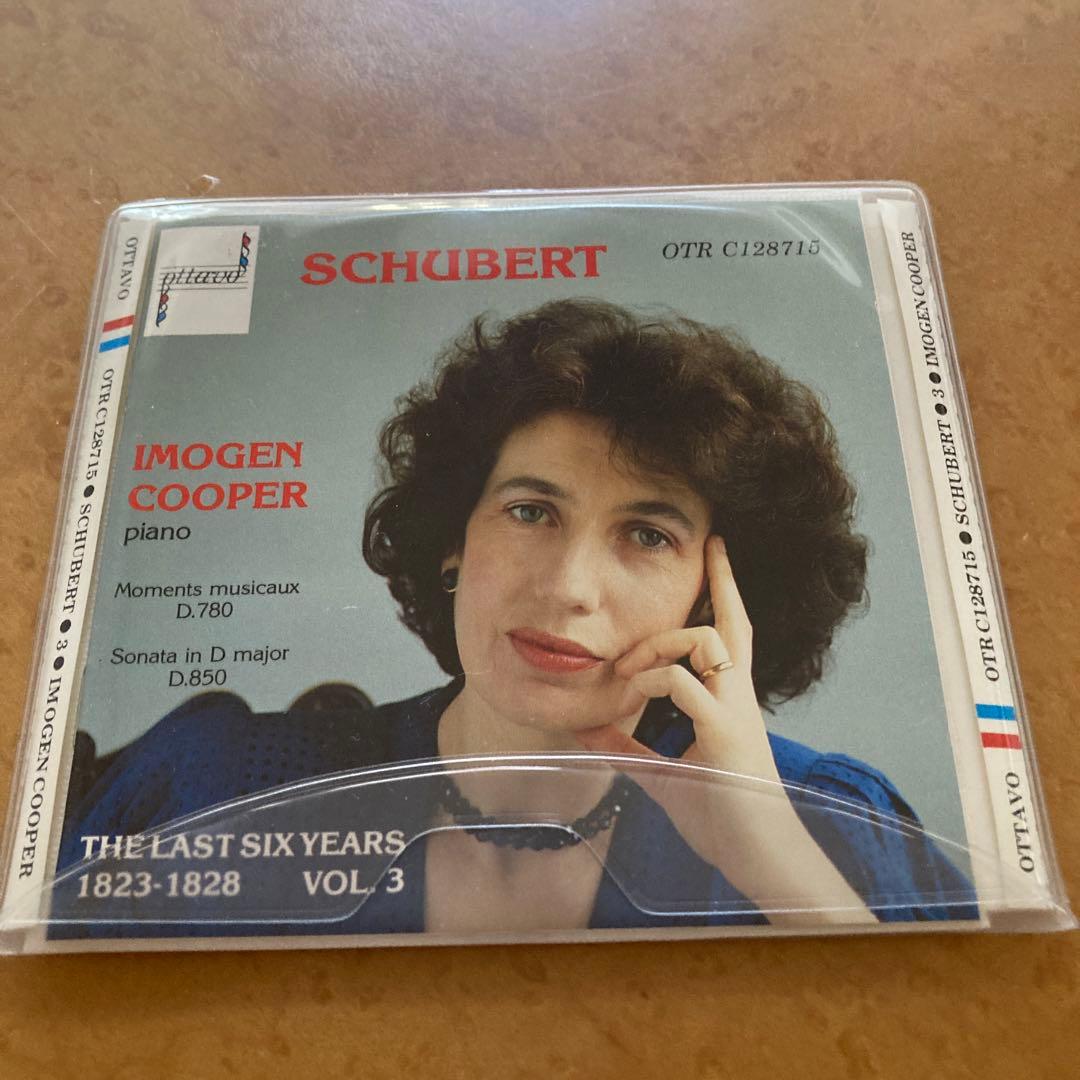 ottavo
SCHUBERT
OTR C128715
IMOGEN
COOPER
piano
Moments musicaux
D.780
Sonata in D major
D.850
THE LAST SIX YEARS
1823-1828 VOL. 3
OTTAVO OTR C128715 ● SCHUBERT ● 3 ● IMOGEN COOPER
OTTAVO OTR C128715 ● SCHUBERT ● 3 ● IMOGEN COOPER